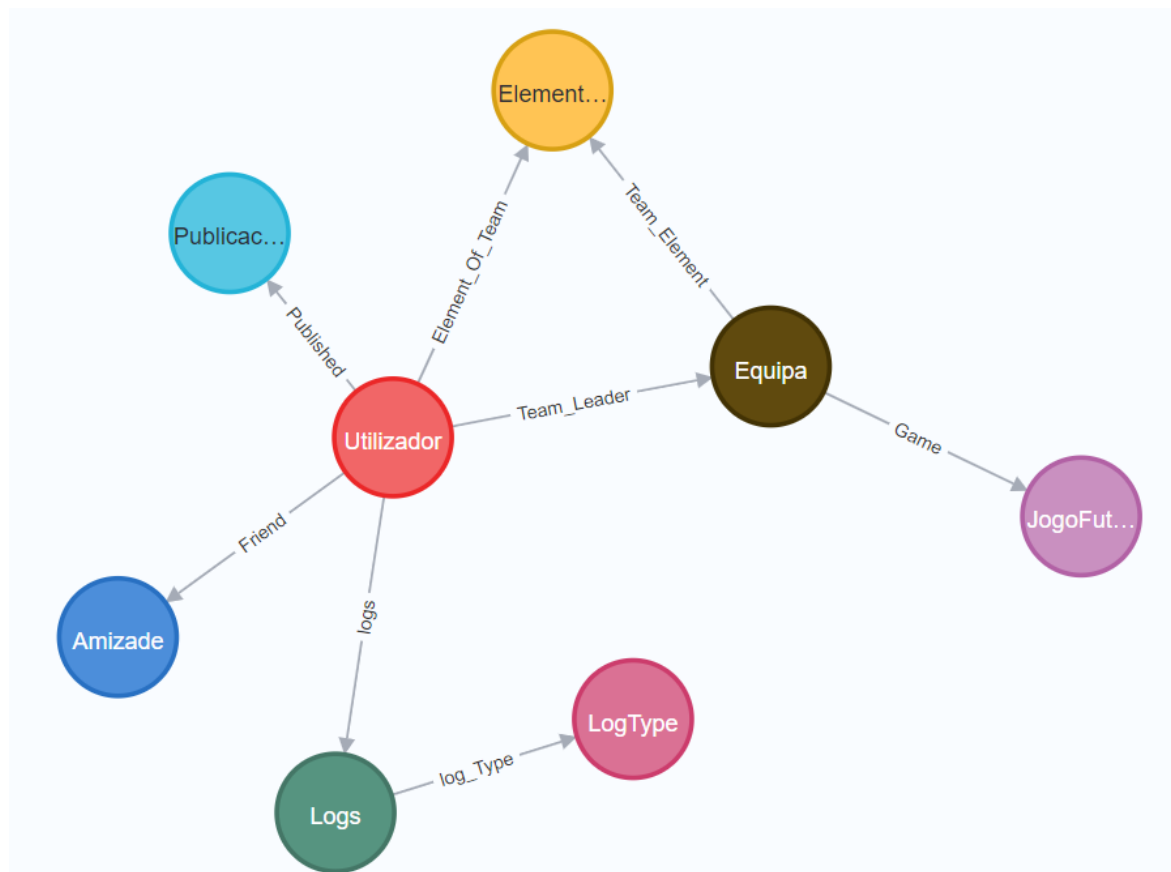 Element…
Team_Element
Element_Of_Team
Publicac…
Published
Equipa
Team_Leader
Game
Utilizador
JogoFut…
Friend
logs
Amizade
LogType
log_Type
Logs